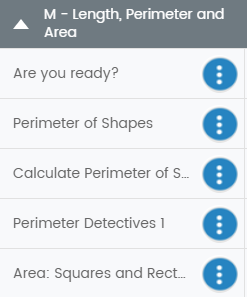 M - Length, Perimeter and
Area
Are you ready?
Perimeter of Shapes
Calculate Perimeter of S...
Perimeter Detectives 1
Area: Squares and Rect...